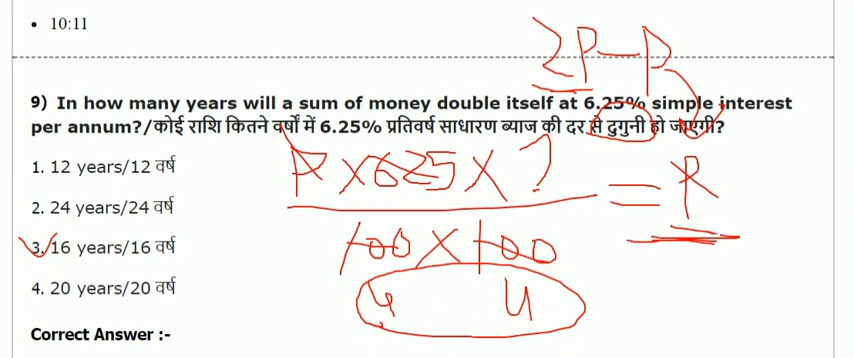 • 10:11
2P-P
9) In how many years will a sum of money double itself at 6.25% simple interest
per annum?/कोई राशि कितने वर्षों में 6.25% प्रतिवर्ष साधारण ब्याज की दर से दुगुनी हो जाएगी?
1. 12 years/12 वर्ष
2. 24 years/24 वर्ष
3. 16 years/16 वर्ष
4. 20 years/20 वर्ष
P×625×? = P
100×100
4 4
Correct Answer :-